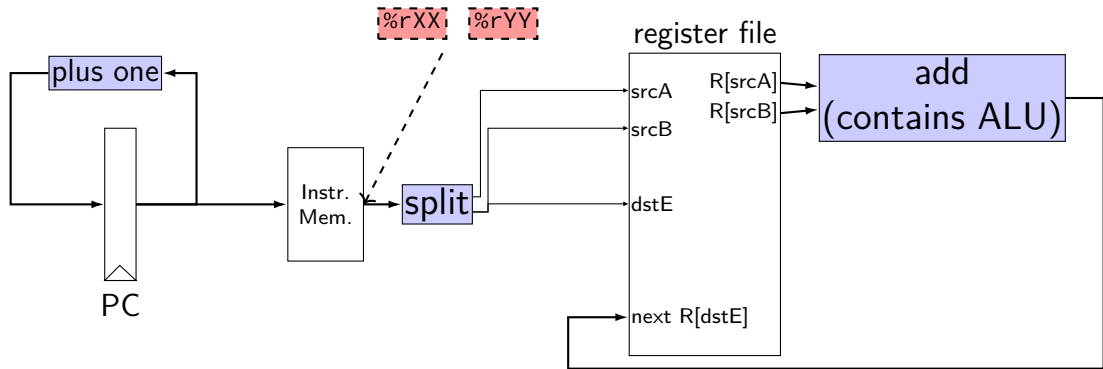 %rXX %rYY
register file
plus one
srcA
srcB
dstE
next R[dstE]
R[srcA]
R[srcB]
add
(contains ALU)
Instr.
Mem.
split
PC